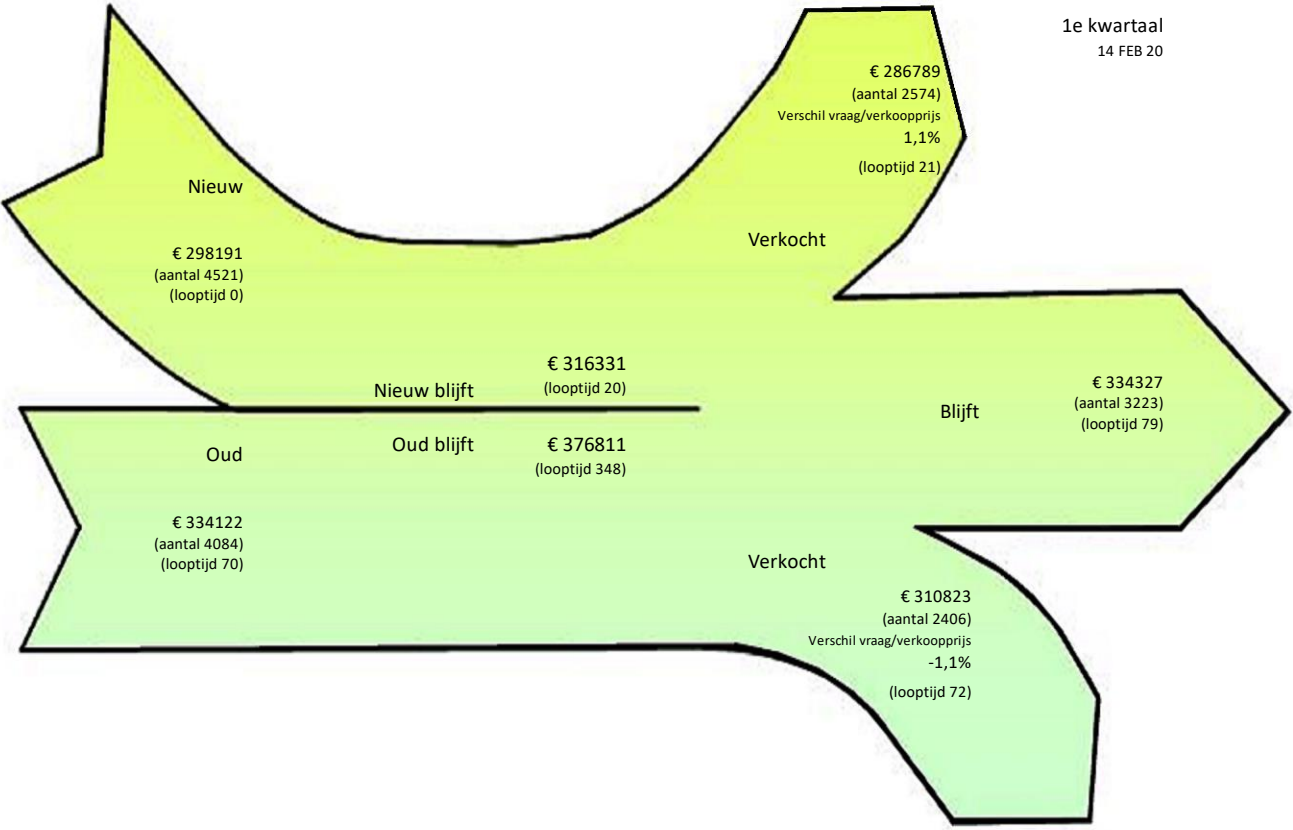 1e kwartaal
14 FEB 20
€ 286789
(aantal 2574)
Verschil vraag/verkoopprijs
1,1%
(looptijd 21)
Nieuw
Verkocht
€ 298191
(aantal 4521)
(looptijd 0)
€ 316331
Nieuw blijft
(looptijd 20)
€ 334327
(aantal 3223)
(looptijd 79)
Blijft
Oud
Oud blijft
€ 376811
(looptijd 348)
€ 334122
(aantal 4084)
(looptijd 70)
Verkocht
€ 310823
(aantal 2406)
Verschil vraag/verkoopprijs
-1,1%
(looptijd 72)